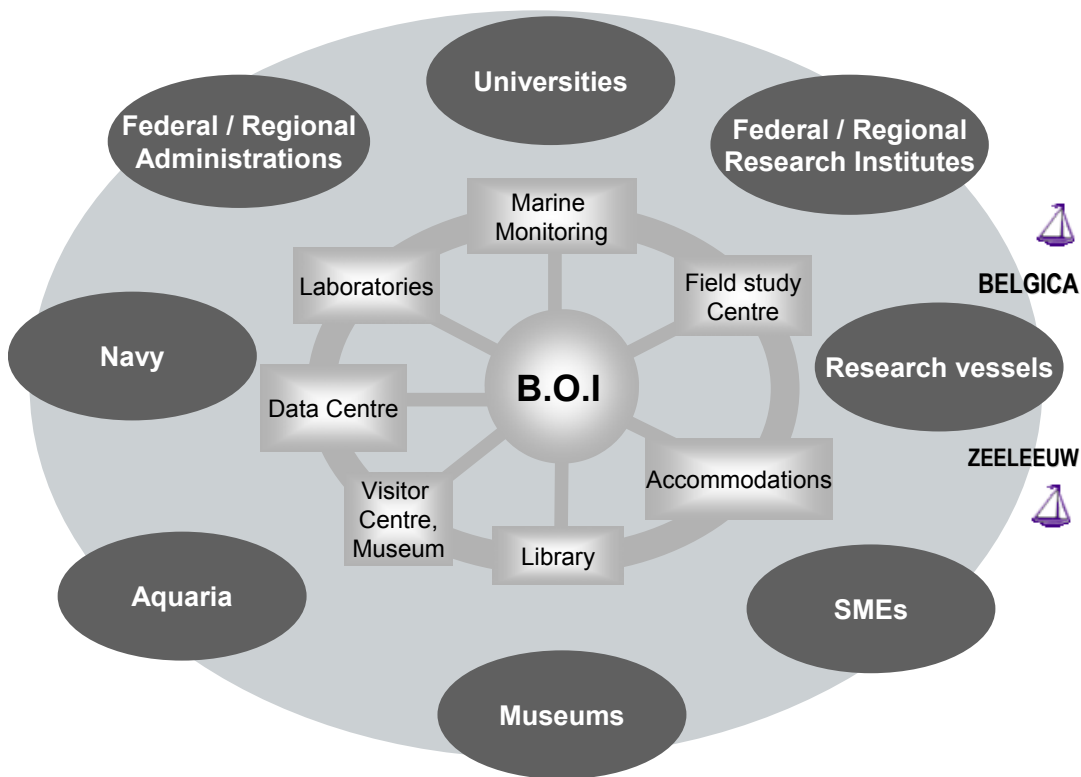 Universities
Federal / Regional
Administrations
Federal / Regional
Research Institutes
Marine
Monitoring
Laboratories
Field study
Centre
BELGICA
Navy
Research vessels
B.O.I
Data Centre
ZEELEEUW
Accommodations
Visitor
Centre,
Museum
Library
Aquaria
SMEs
Museums